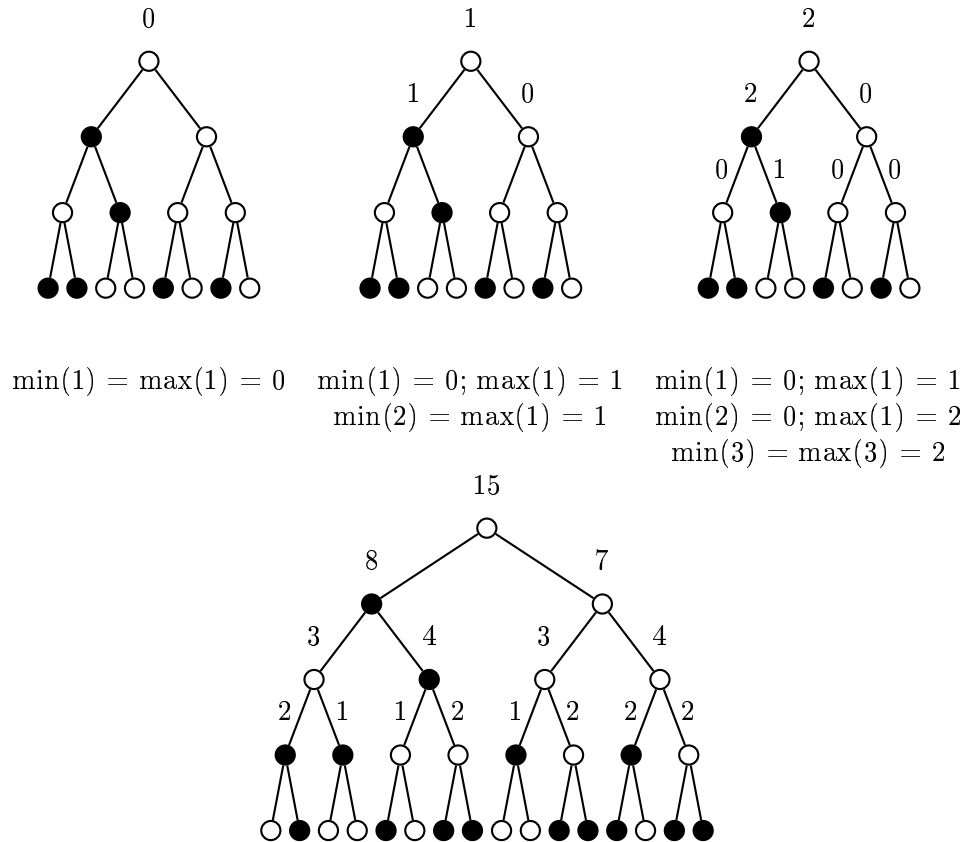 0 1 2
1 0 2 0
0 1 0 0
min(1) = max(1) = 0 min(1) = 0; max(1) = 1 min(1) = 0; max(1) = 1
min(2) = max(1) = 1 min(2) = 0; max(1) = 2
min(3) = max(3) = 2
15
8 7
3 4 3 4
2 1 1 2 1 2 2 2